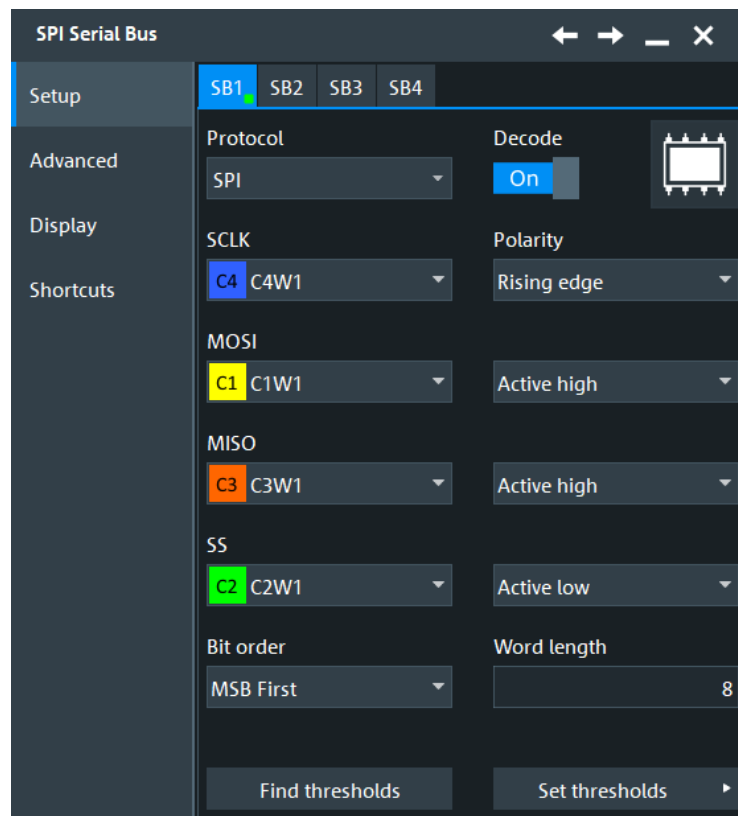 SPI Serial Bus
Setup
Advanced
Display
Shortcuts
SB1 SB2 SB3 SB4
Protocol Decode
SPI On
SCLK Polarity
C4 C4W1 Rising edge
MOSI
C1 C1W1 Active high
MISO
C3 C3W1 Active high
SS
C2 C2W1 Active low
Bit order Word length
MSB First 8
Find thresholds Set thresholds